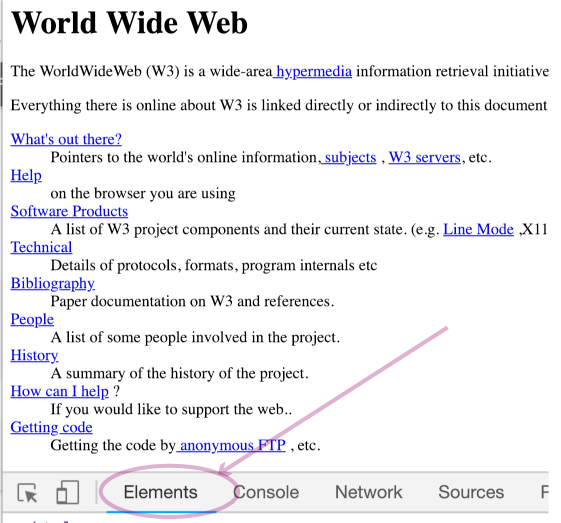 World Wide Web
The WorldWideWeb (W3) is a wide-area hypermedia information retrieval initiative
Everything there is online about W3 is linked directly or indirectly to this document
What's out there?
Pointers to the world's online information, subjects , W3 servers, etc.
Help
on the browser you are using
Software Products
A list of W3 project components and their current state. (e.g. Line Mode ,X11
Technical
Details of protocols, formats, program internals etc
Bibliography
Paper documentation on W3 and references.
People
A list of some people involved in the project.
History
A summary of the history of the project.
How can I help ?
If you would like to support the web..
Getting code
Getting the code by anonymous FTP , etc.
Elements Console Network Sources